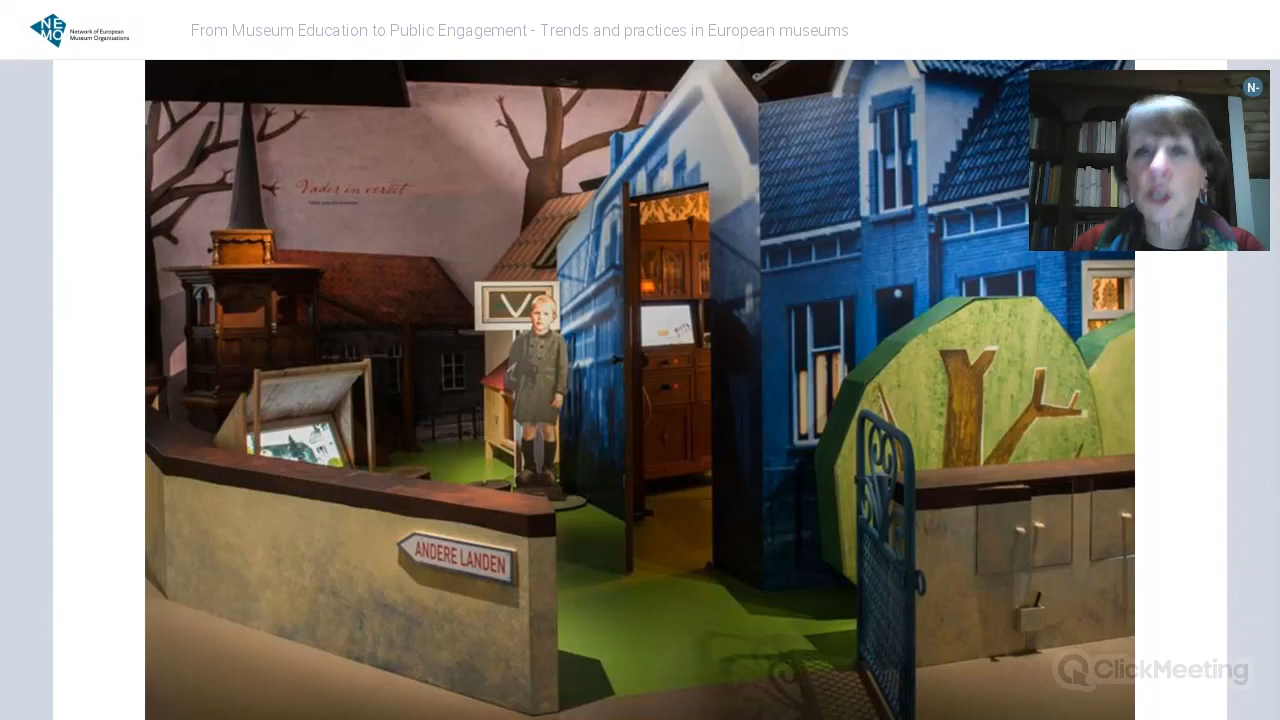 NE
MO
Network of European
Museum Organisations
From Museum Education to Public Engagement - Trends and practices in European museums
N-
Vader in verzet
V
ANDERE LANDEN
ClickMeeting